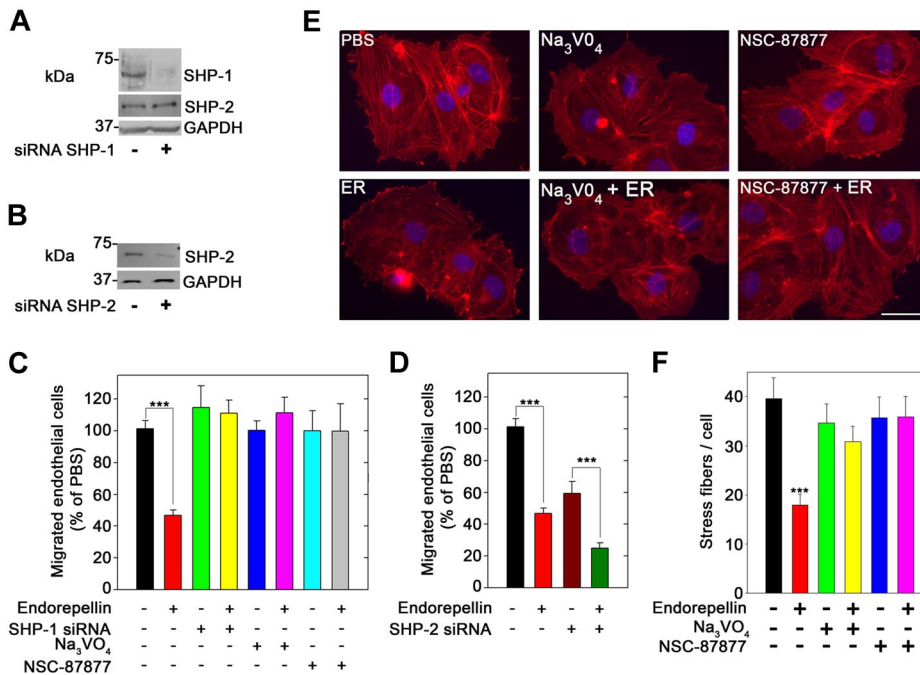 A
kDa
75-
SHP-1
SHP-2
37-
GAPDH
siRNA SHP-1 - +
B
kDa
75-
SHP-2
37-
GAPDH
siRNA SHP-2 - +
C
Migrated endothelial cells
(% of PBS)
120
100
80
60
40
20
0
***
Endorepellin - + - + - + - +
SHP-1 siRNA - - + + - - - -
Na3VO4 - - - - + + - -
NSC-87877 - - - - - - + +
D
Migrated endothelial cells
(% of PBS)
120
100
80
60
40
20
0
***
***
Endorepellin - + - +
SHP-2 siRNA - - + +
E
PBS
Na3V04
NSC-87877
ER
Na3V04 + ER
NSC-87877 + ER
F
Stress fibers / cell
40
30
20
10
0
***
Endorepellin - + - + - +
Na3VO4 - - + + - -
NSC-87877 - - - - + +